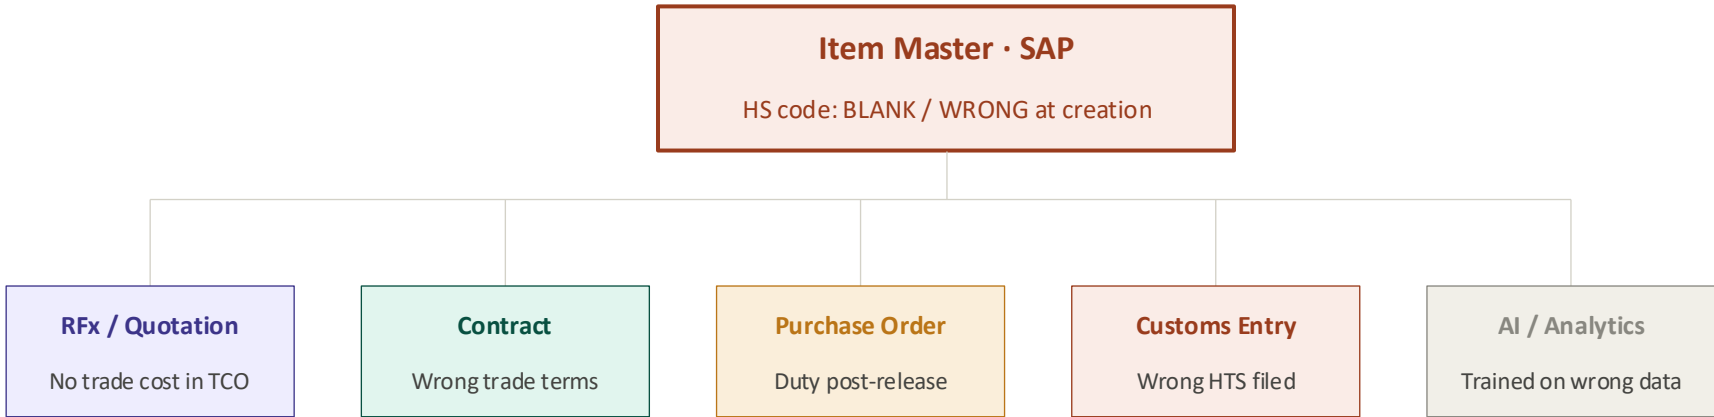 Item Master · SAP
HS code: BLANK / WRONG at creation
RFx / Quotation
No trade cost in TCO
Contract
Wrong trade terms
Purchase Order
Duty post-release
Customs Entry
Wrong HTS filed
AI / Analytics
Trained on wrong data